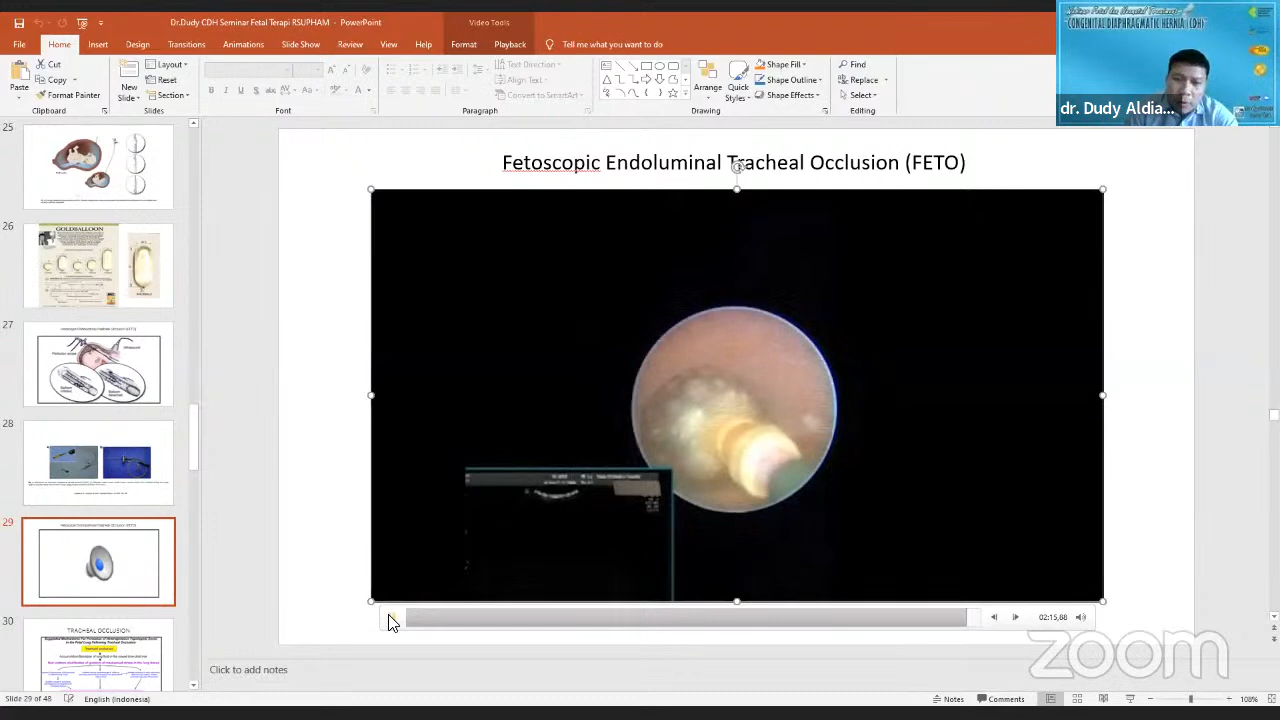 Dr.Dudy CDH Seminar Fetal Terapi RSUPHAM - PowerPoint
Video Tools
File Home Insert Design Transitions Animations Slide Show Review View Help Format Playback Tell me what you want to do
Paste
Cut
Copy
Format Painter
Clipboard
New Slide
Layout
Reset
Section
Slides
Font
Text Direction
Align Text
Convert to SmartArt
Paragraph
Arrange
Quick Styles
Shape Fill
Shape Outline
Shape Effects
Drawing
Find
Replace
Select
Editing
"CONGENITAL DIAPHRAGMATIC HERNIA (CDH)"
dr. Dudy Aldia...
25
26
GOLDBALLOON
27
28
29
30
TRACHEAL OCCLUSION
Fetoscopic Endoluminal Tracheal Occlusion (FETO)
02:15,88
zoom
Click to add notes
Slide 29 of 48 English (Indonesia) Notes Comments 108%